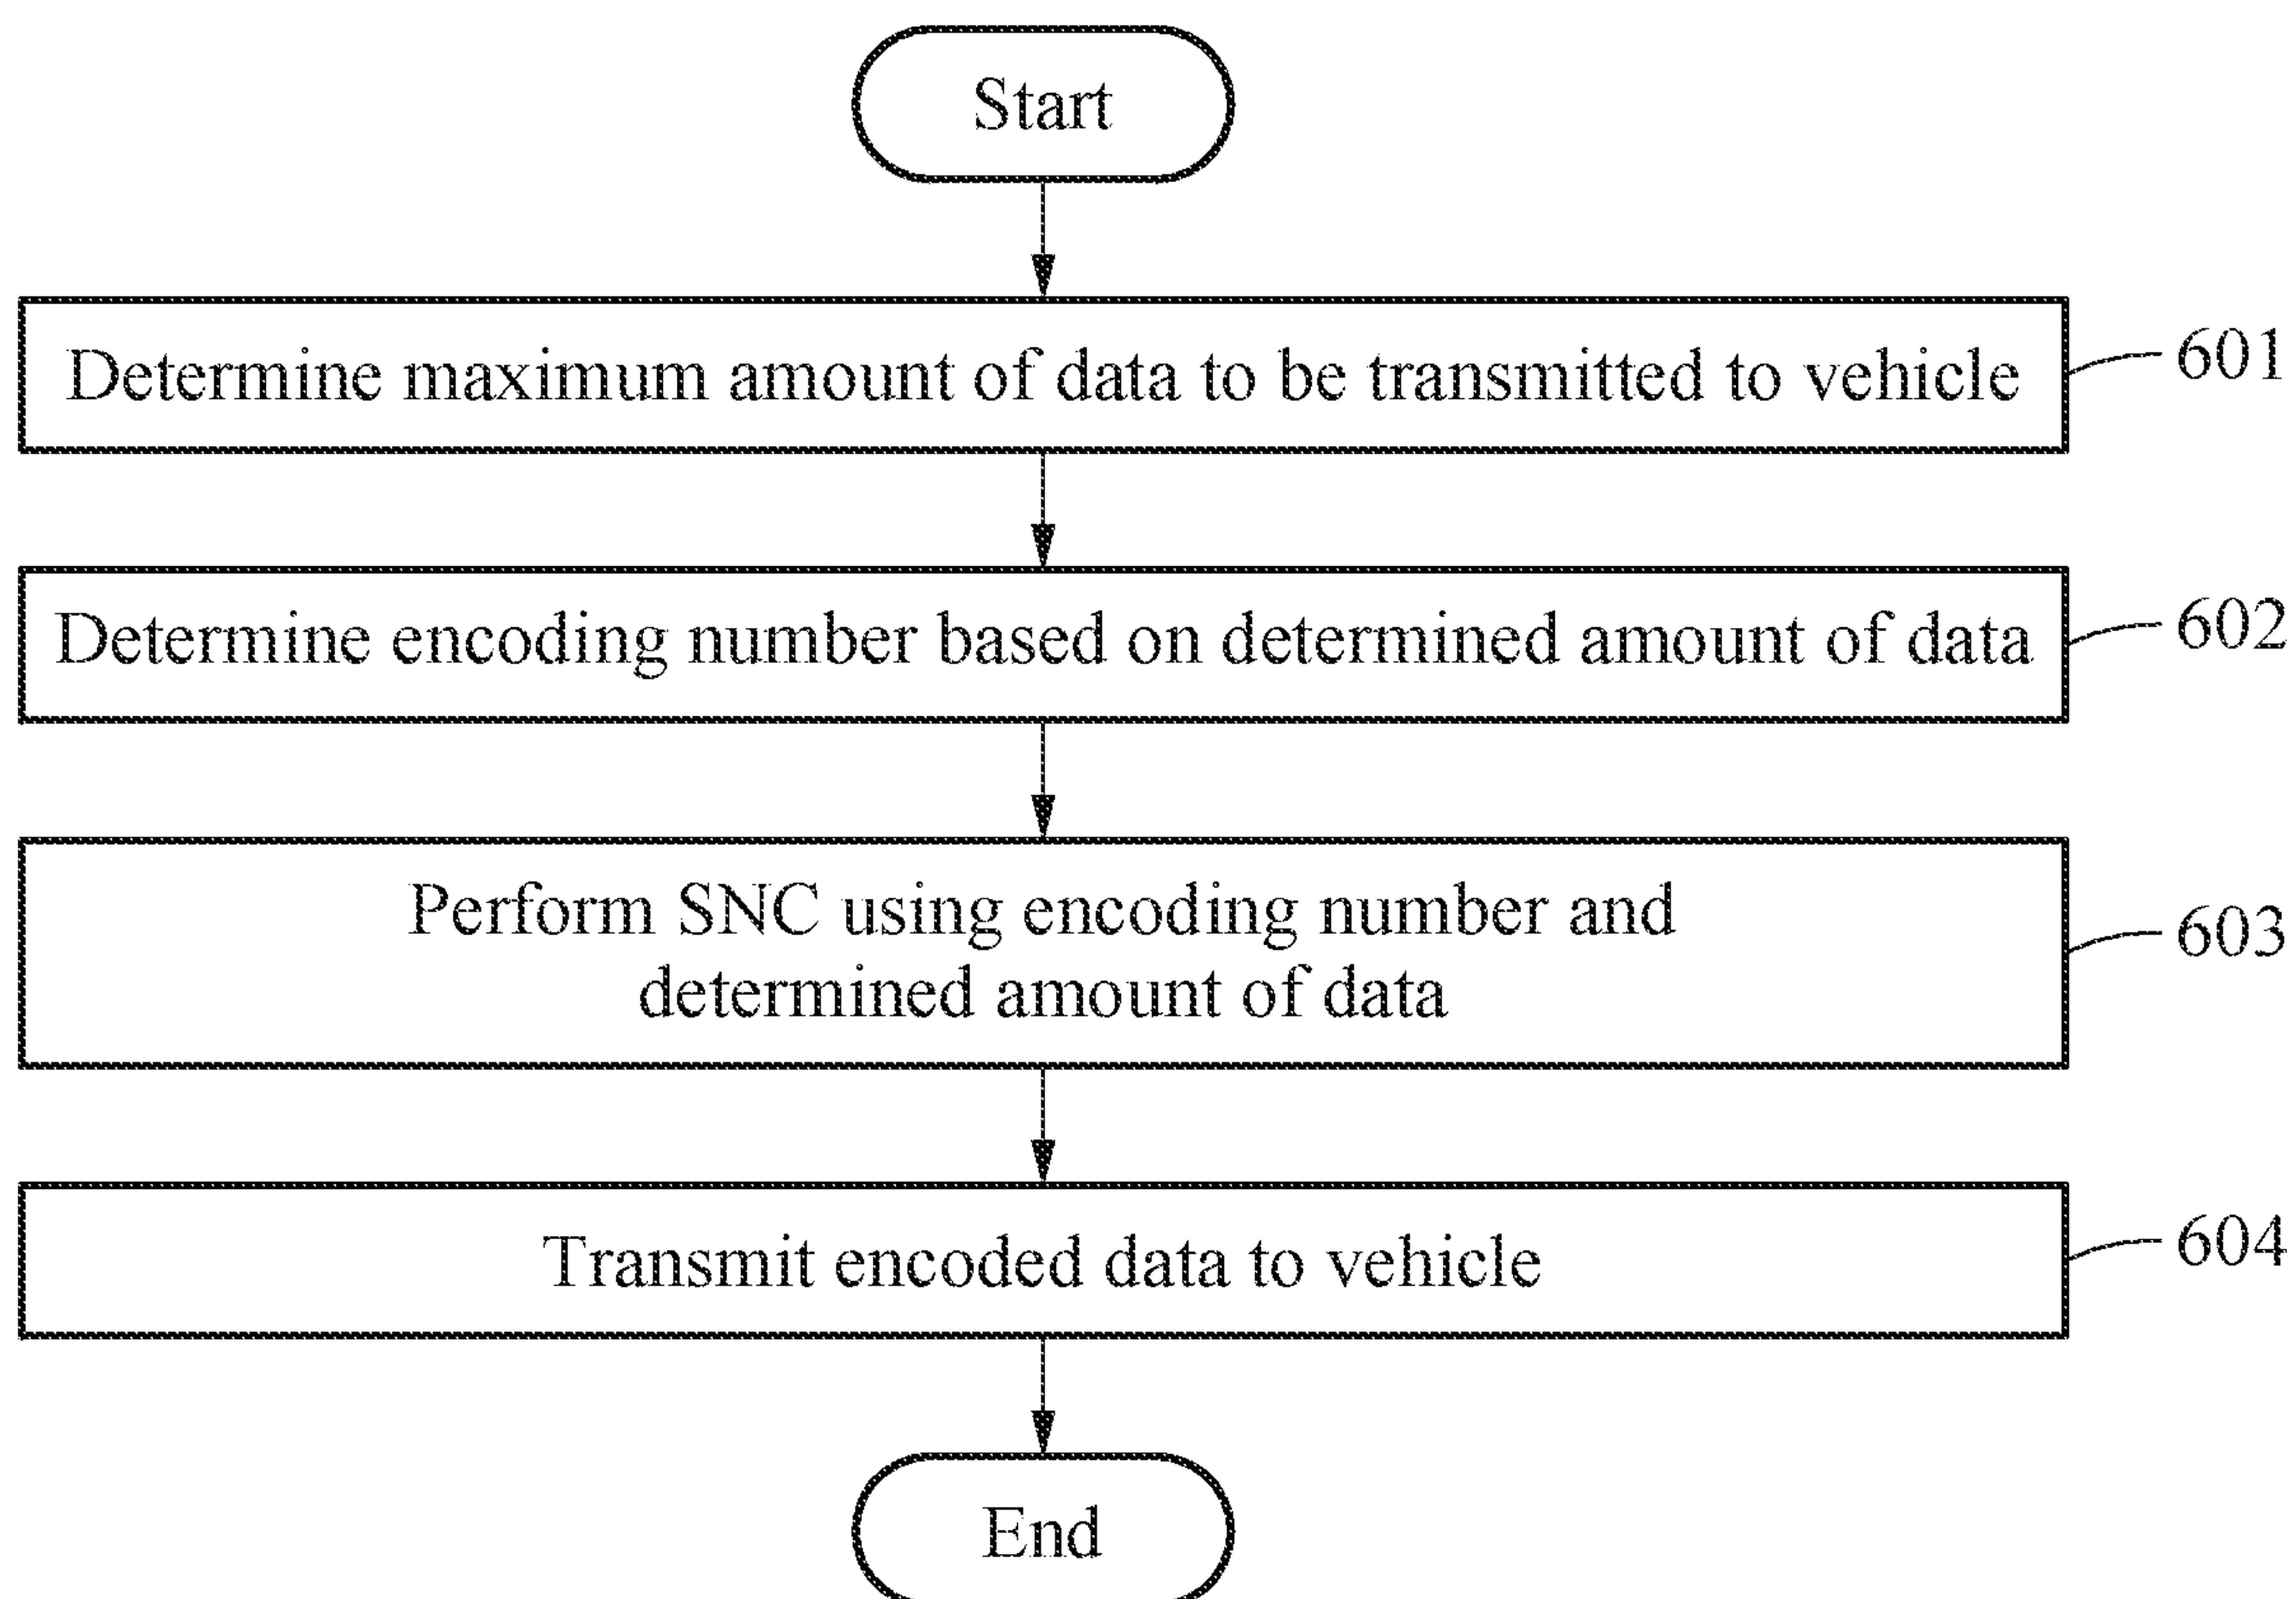 Start
Determine maximum amount of data to be transmitted to vehicle
601
Determine encoding number based on determined amount of data
602
Perform SNC using encoding number and
determined amount of data
603
Transmit encoded data to vehicle
604
End